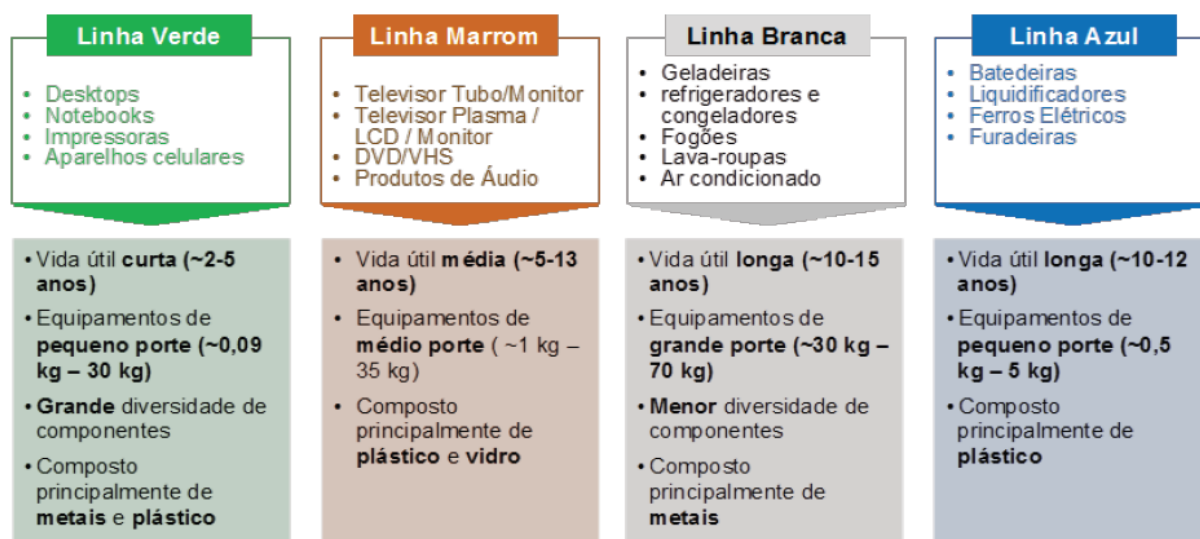 Linha Verde
• Desktops
• Notebooks
• Impressoras
• Aparelhos celulares
• Vida útil curta (~2-5
anos)
• Equipamentos de
pequeno porte (~0,09
kg – 30 kg)
• Grande diversidade de
componentes
• Composto
principalmente de
metais e plástico
Linha Marrom
• Televisor Tubo/Monitor
• Televisor Plasma /
LCD / Monitor
• DVD/VHS
• Produtos de Áudio
• Vida útil média (~5-13
anos)
• Equipamentos de
médio porte ( ~1 kg –
35 kg)
• Composto
principalmente de
plástico e vidro
Linha Branca
• Geladeiras
• refrigeradores e
congeladores
• Fogões
• Lava-roupas
• Ar condicionado
• Vida útil longa (~10-15
anos)
• Equipamentos de
grande porte (~30 kg –
70 kg)
• Menor diversidade de
componentes
• Composto
principalmente de
metais
Linha Azul
• Batedeiras
• Liquidificadores
• Ferros Elétricos
• Furadeiras
• Vida útil longa (~10-12
anos)
• Equipamentos de
pequeno porte (~0,5
kg – 5 kg)
• Composto
principalmente de
plástico